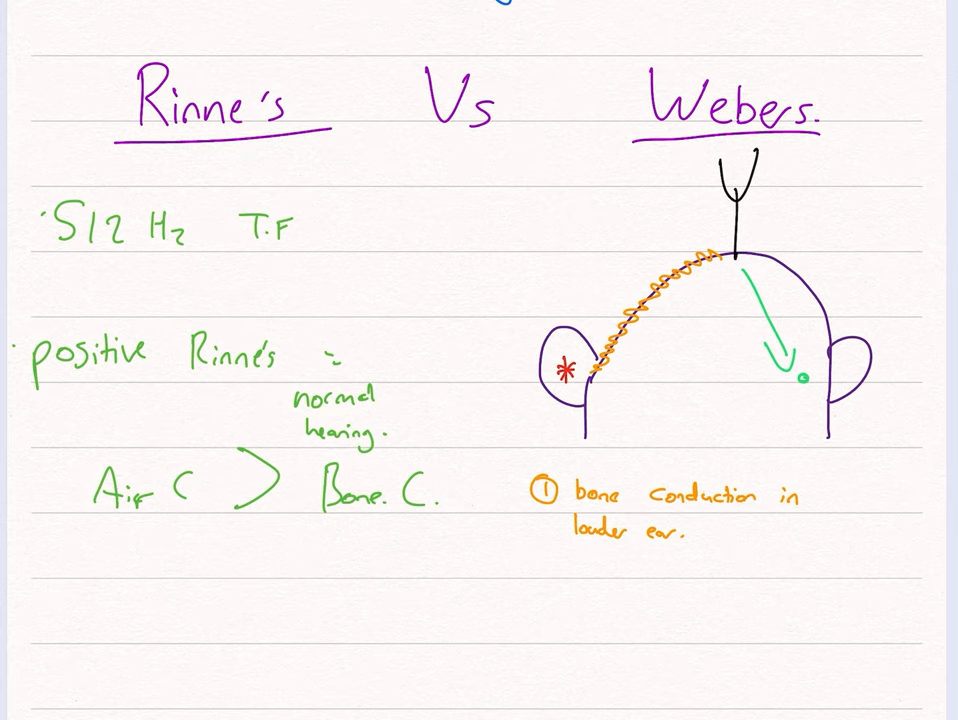 Rinne's Vs Webers.
· 512 Hz T.F
· positive Rinne's =
normal
hearing.
Air C > Bone. C.
① bone conduction in
louder ear.